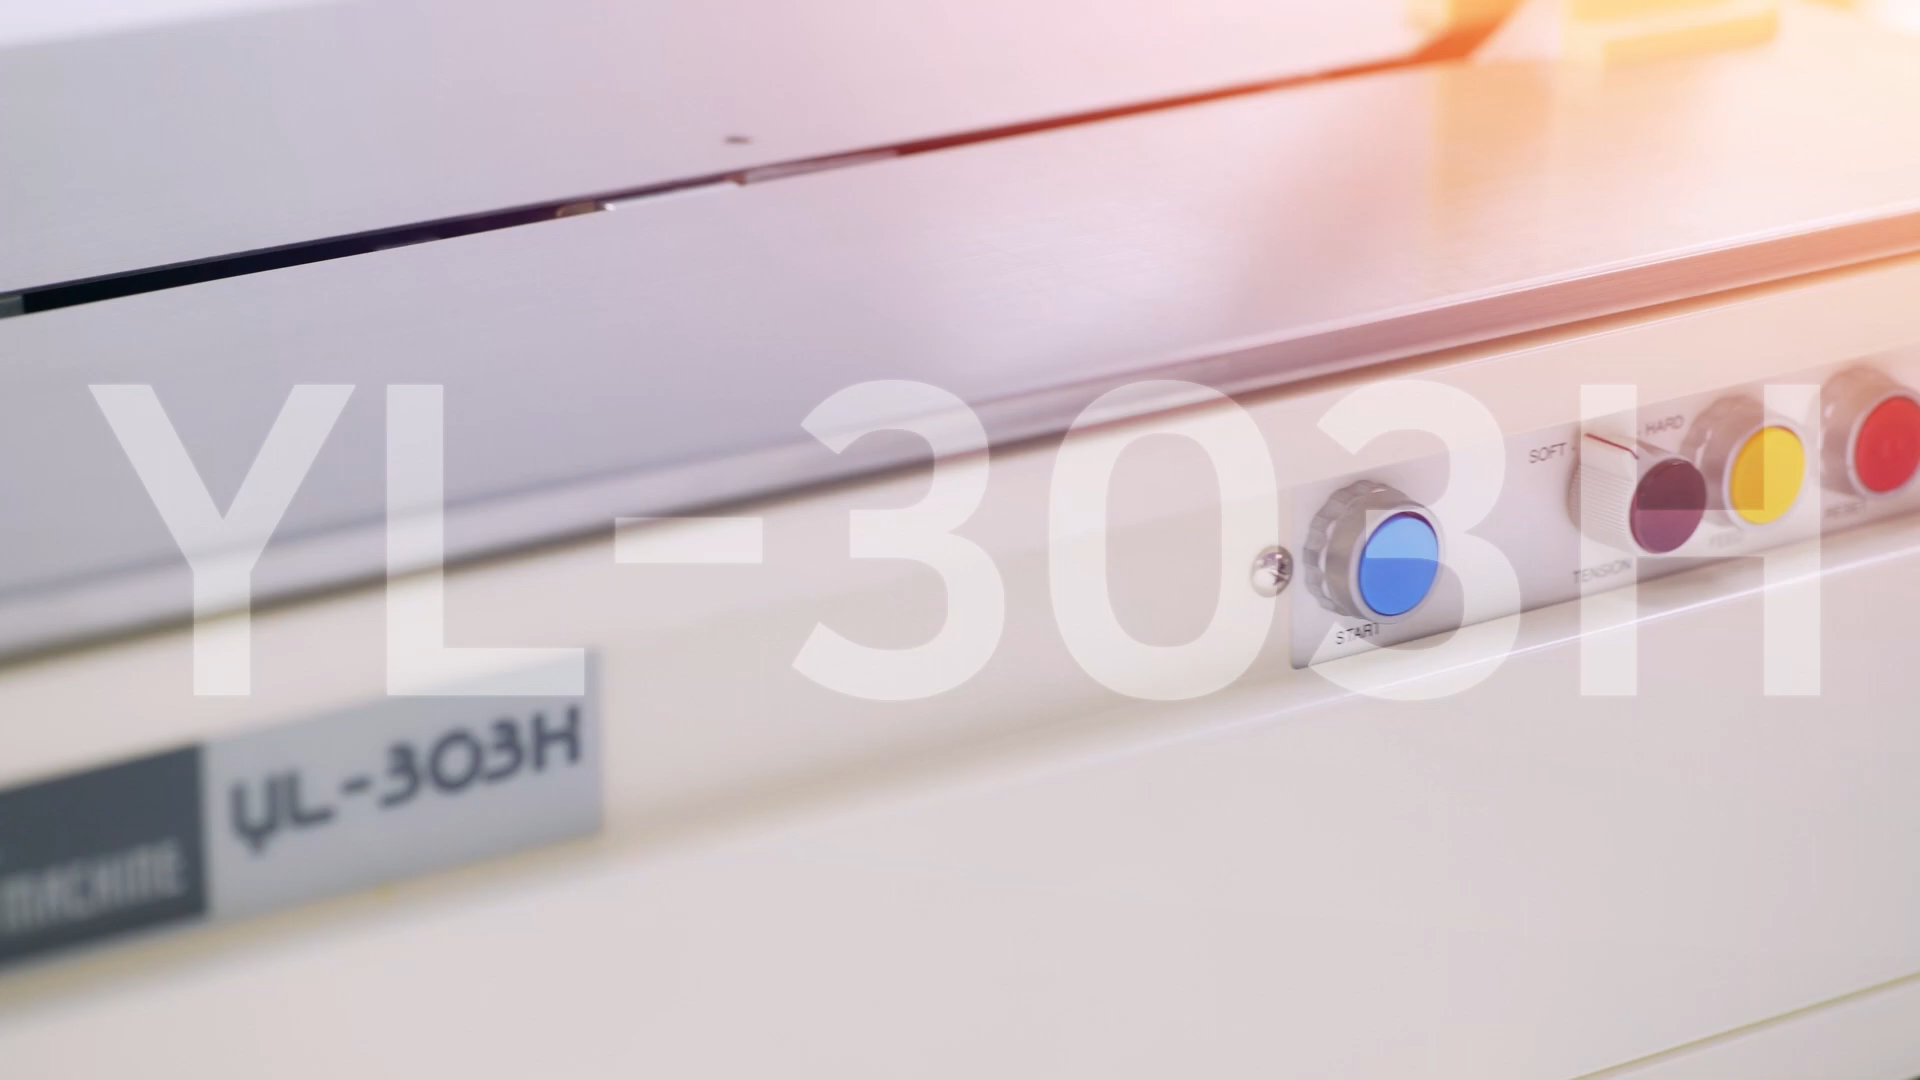 YL-303H
HARD
SOFT
TENSION
FEED
RESET
START
YL-303H
MACHINE